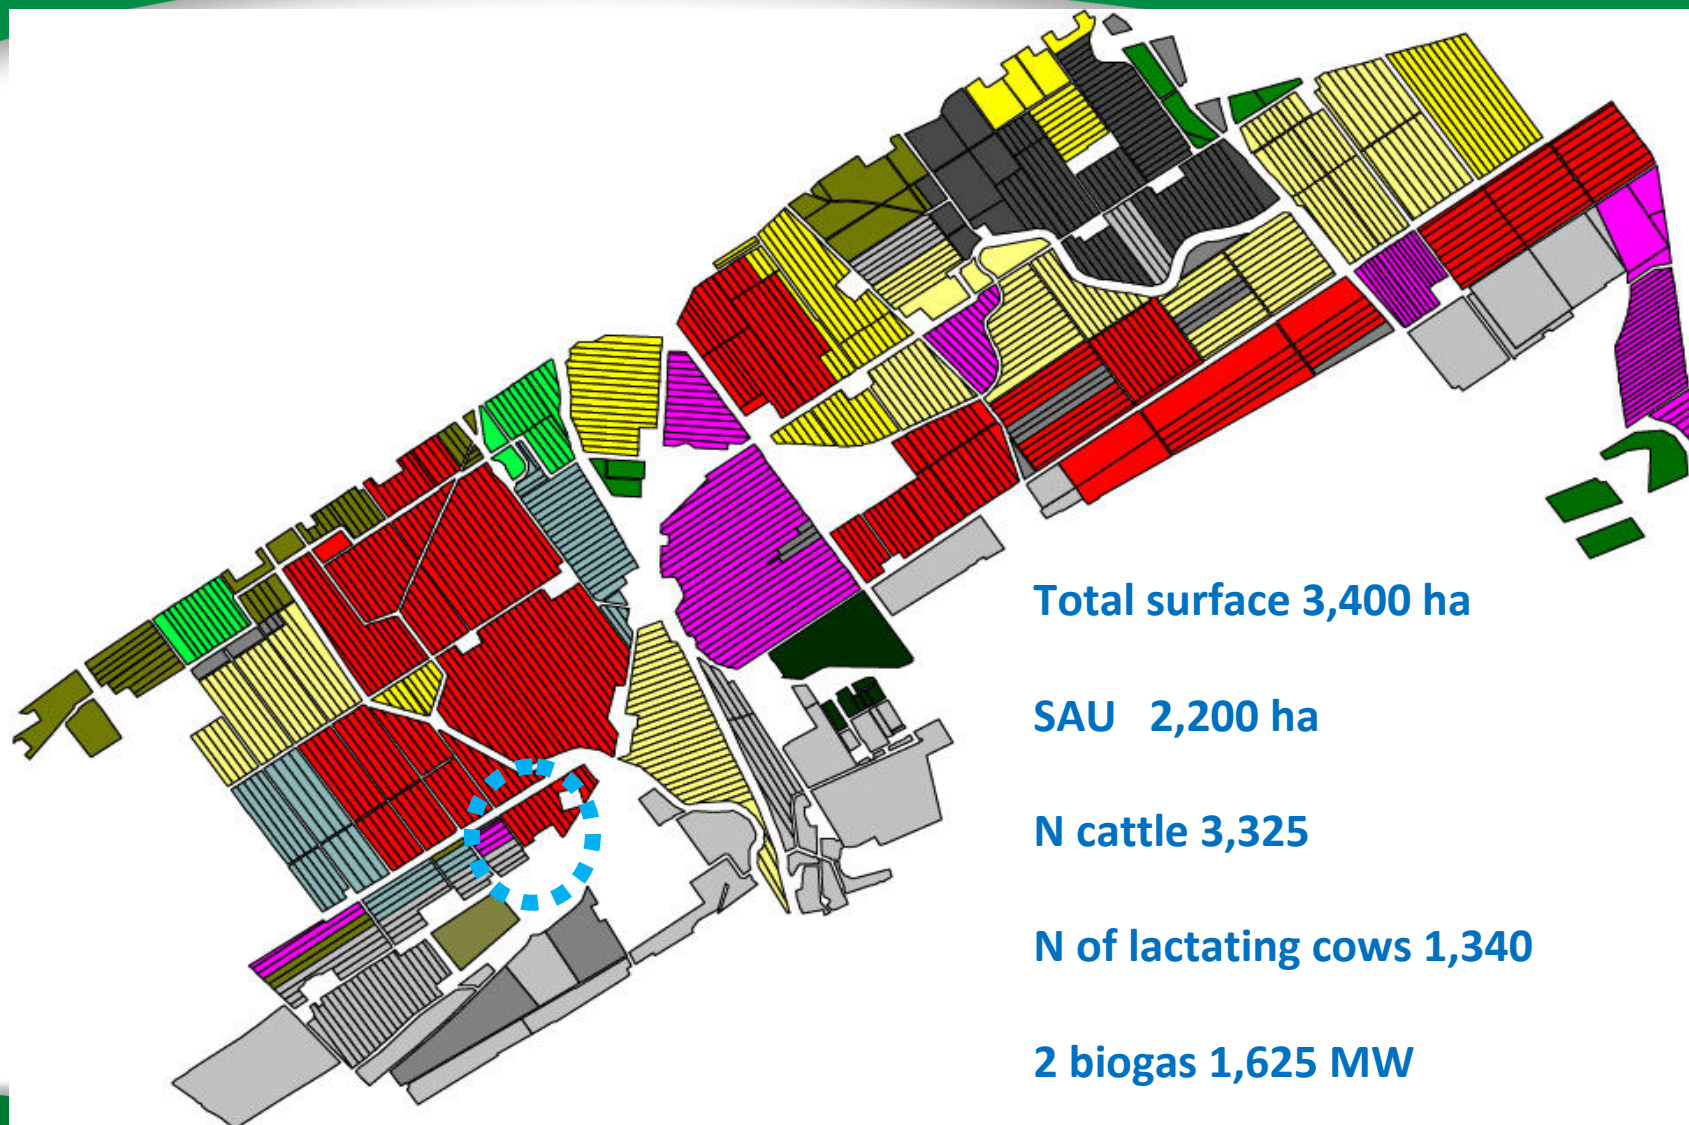 Total surface 3,400 ha
SAU 2,200 ha
N cattle 3,325
N of lactating cows 1,340
2 biogas 1,625 MW